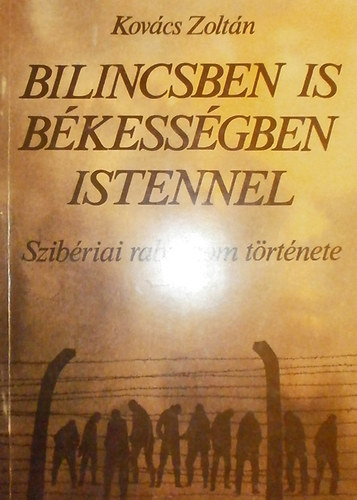 Kovács Zoltán
BILINCSBEN IS
BÉKESSÉGBEN
ISTENNEL
Szibériai története